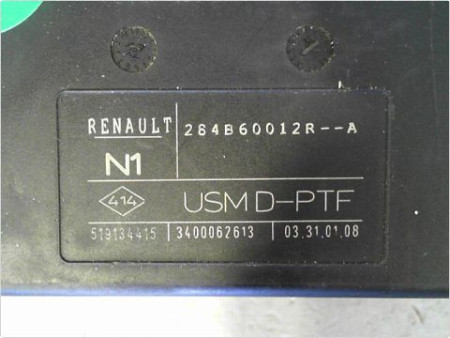 RENAULT 284B60012R--A
N1
414 USM D-PTF
519134415 3400062613 03.31.01.08